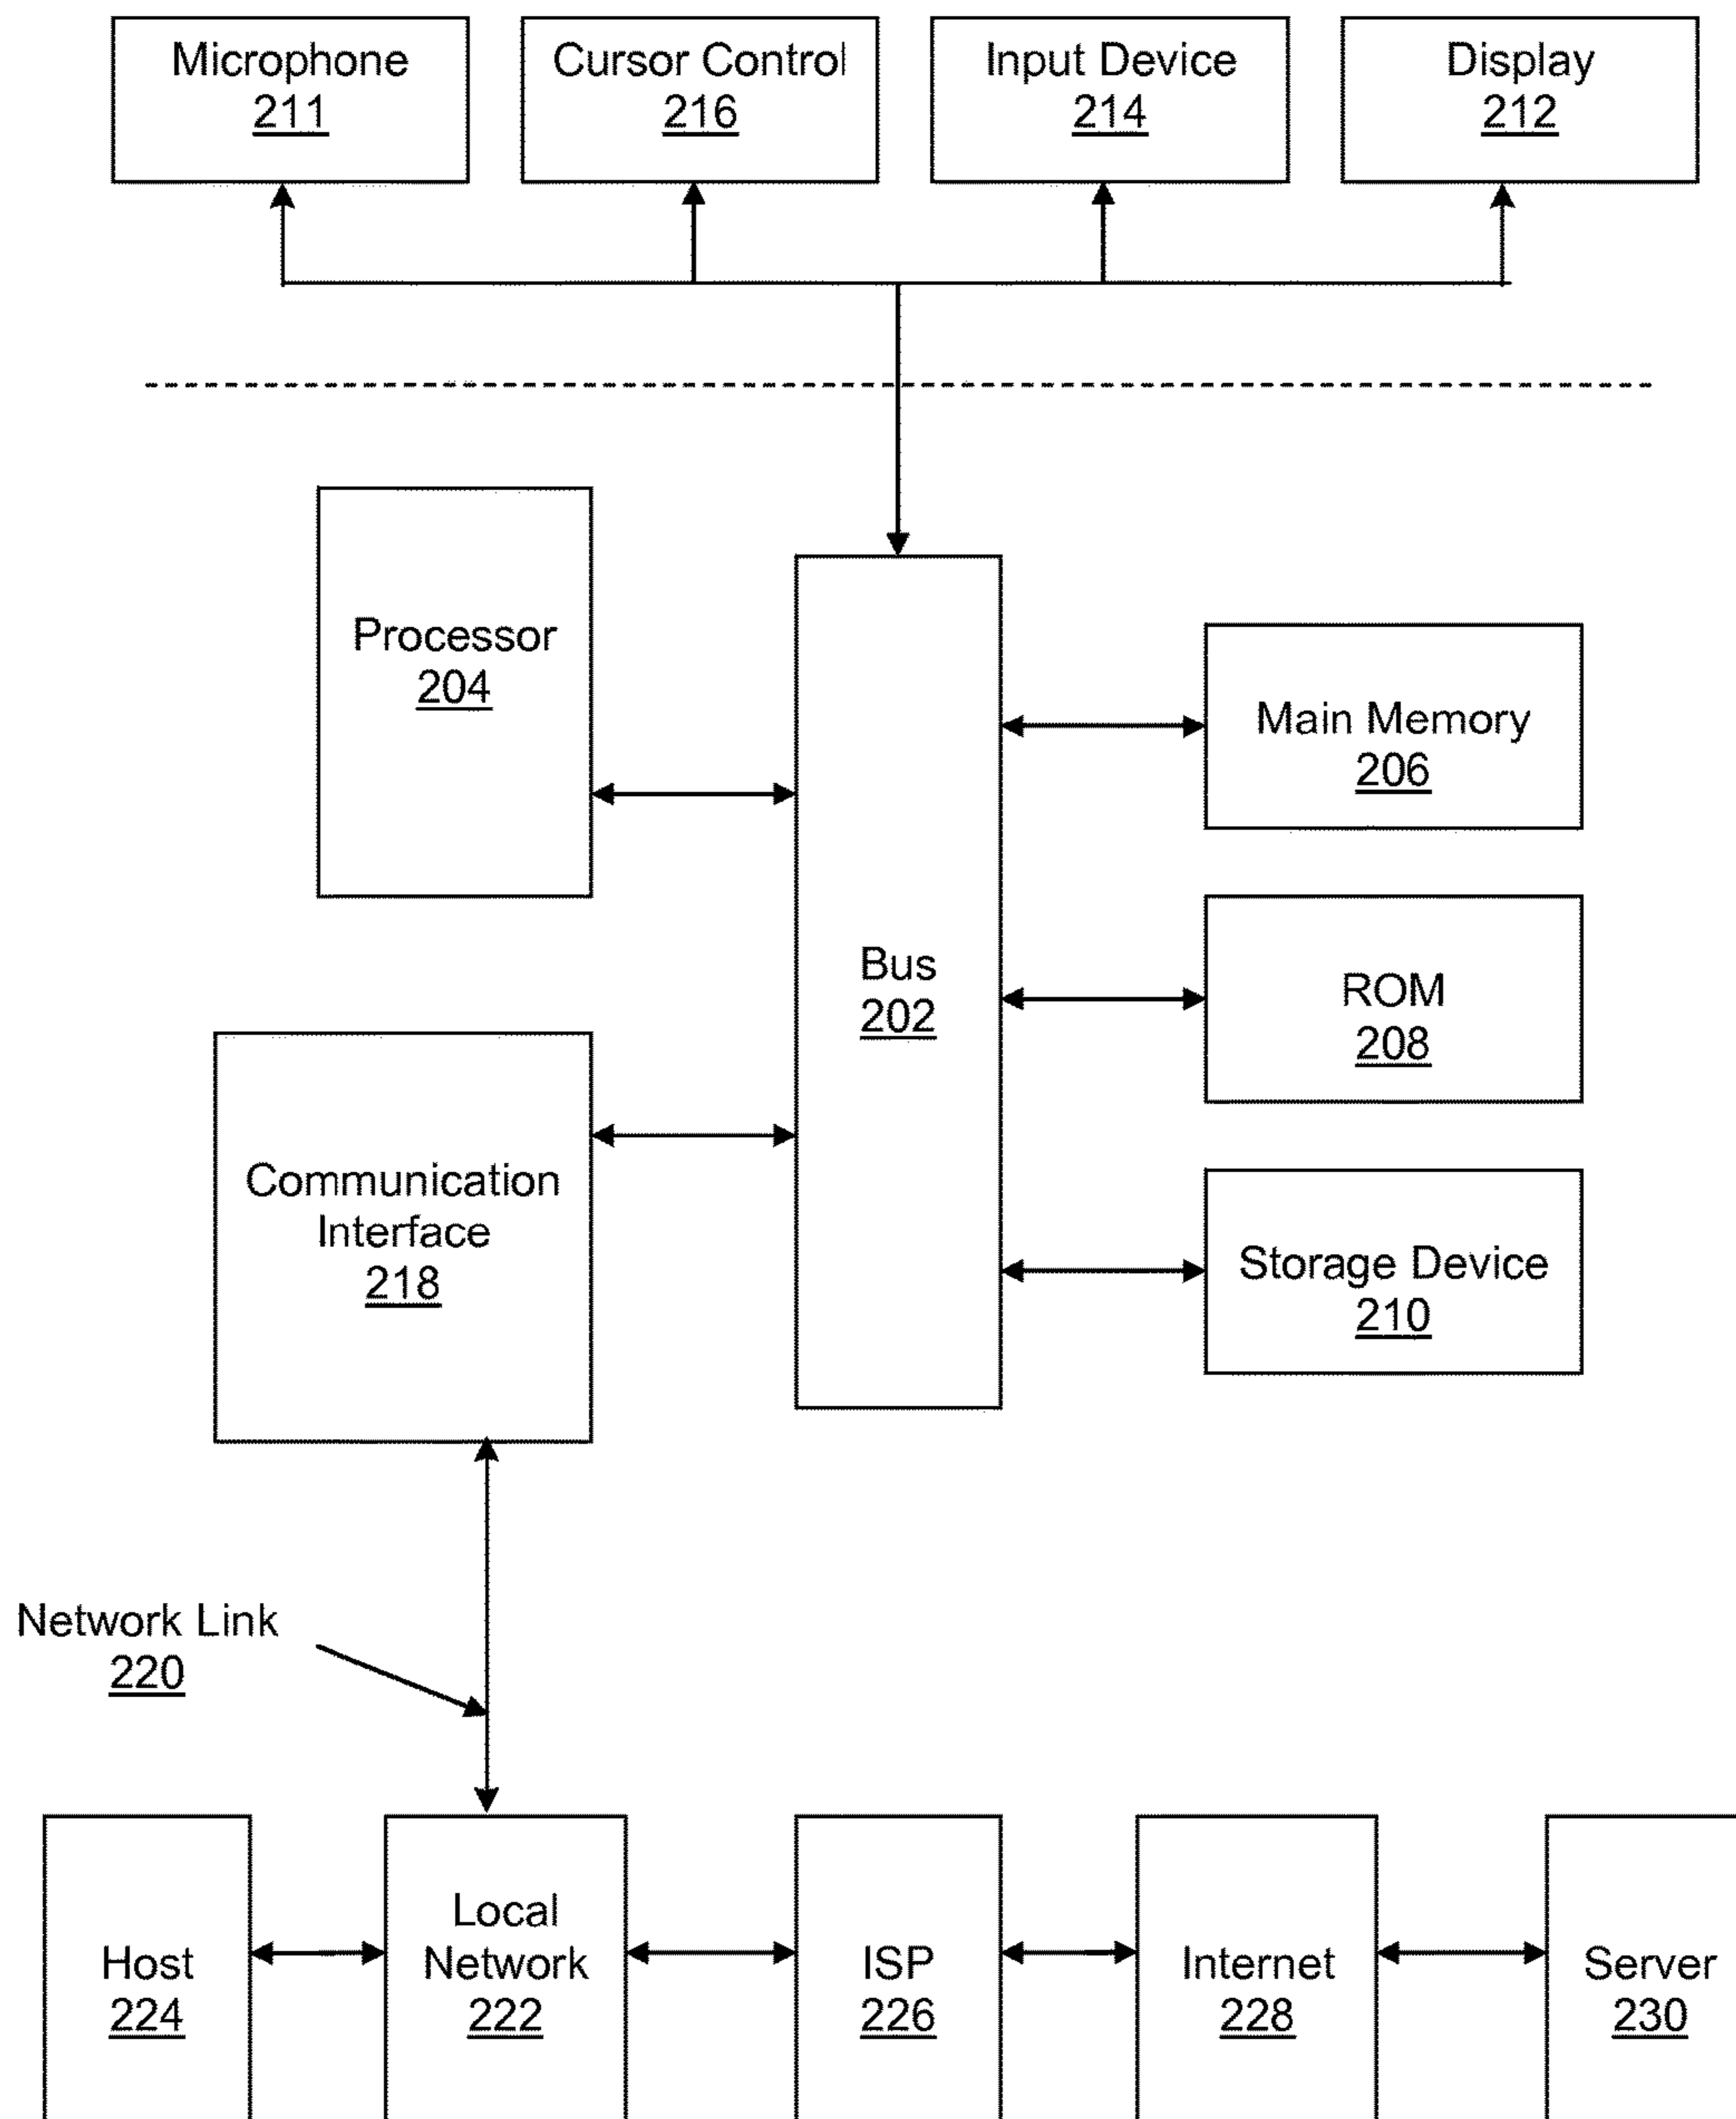 Microphone
211
Cursor Control
216
Input Device
214
Display
212
Processor
204
Bus
202
Main Memory
206
ROM
208
Communication
Interface
218
Storage Device
210
Network Link
220
Host
224
Local
Network
222
ISP
226
Internet
228
Server
230